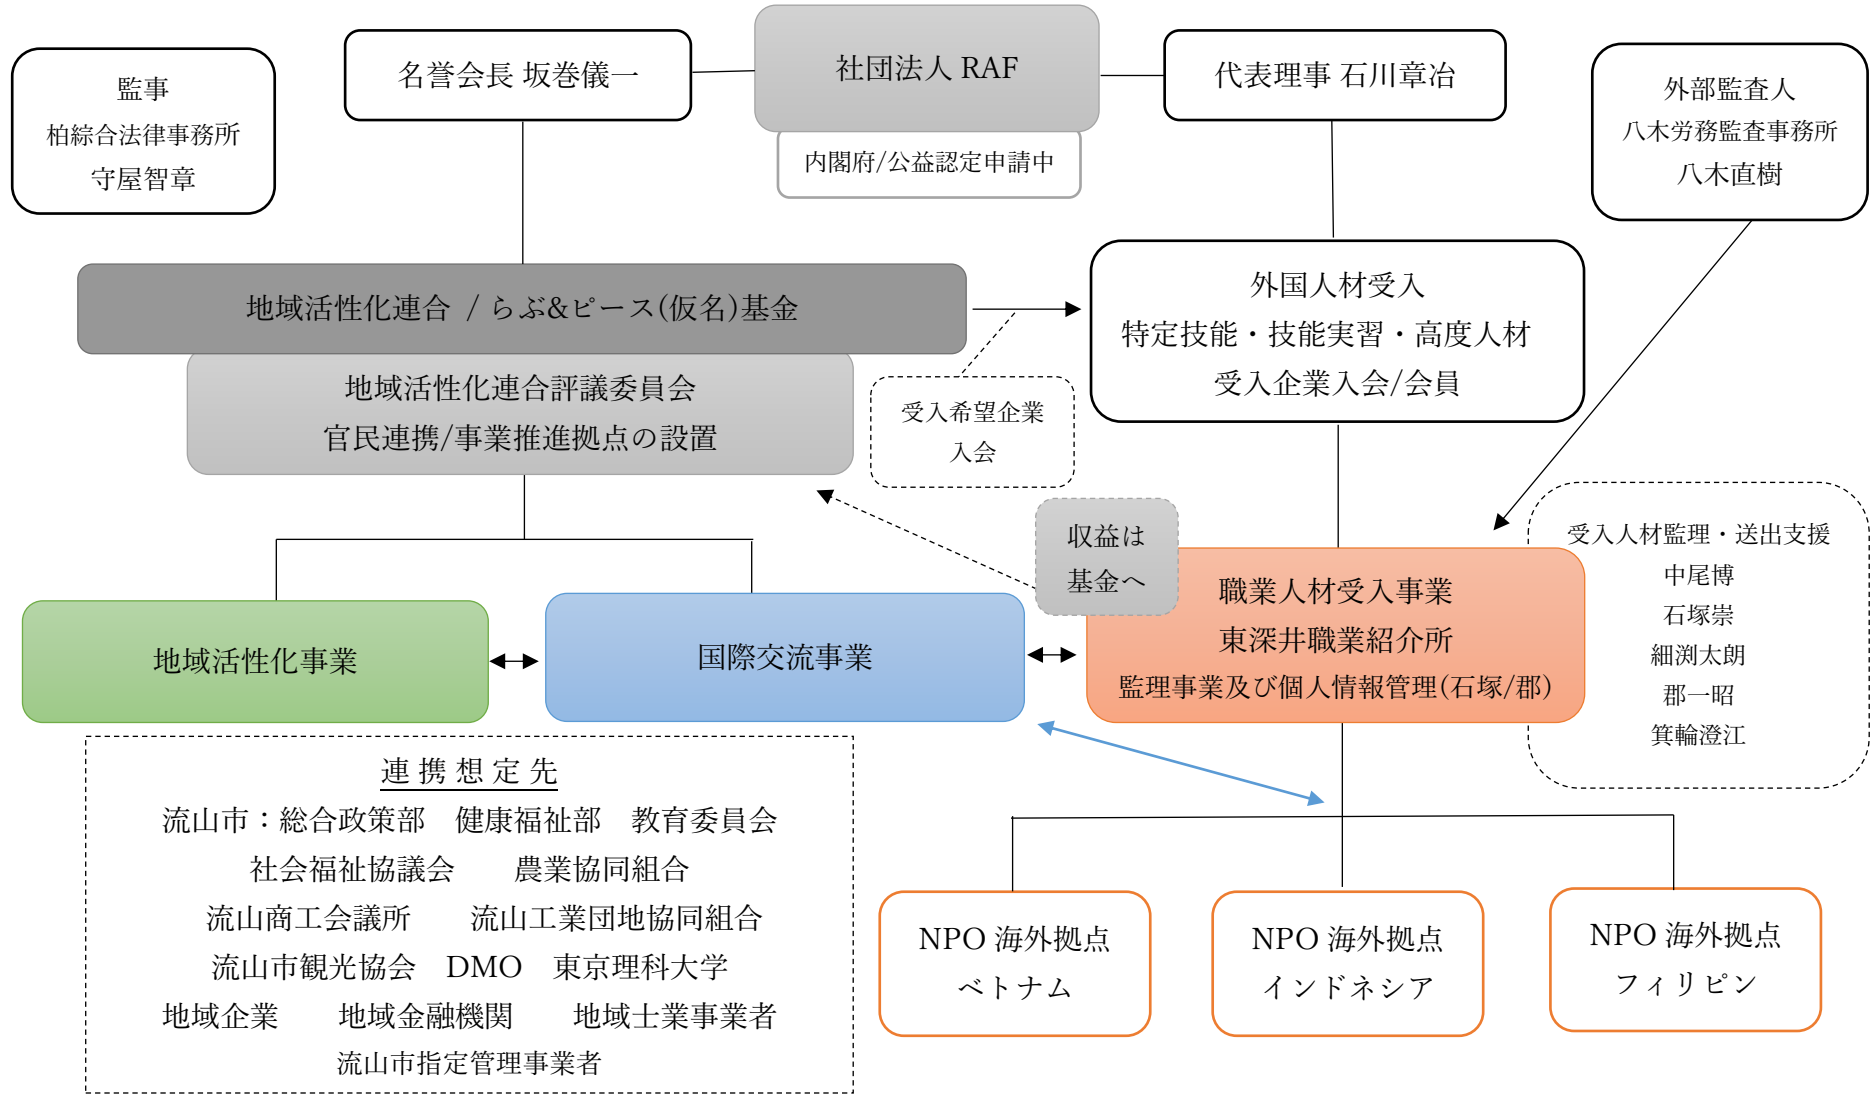 監事
柏綜合法律事務所
守屋智章
名誉会長 坂巻儀一
社団法人 RAF
内閣府/公益認定申請中
代表理事 石川章冶
外部監査人
八木労務監査事務所
八木直樹
地域活性化連合 / らぶ&ピース(仮名)基金
地域活性化連合評議委員会
官民連携/事業推進拠点の設置
受入希望企業
入会
外国人材受入
特定技能・技能実習・高度人材
受入企業入会/会員
収益は
基金へ
受入人材監理・送出支援
中尾博
石塚崇
細渕太朗
郡一昭
箕輪澄江
地域活性化事業
国際交流事業
職業人材受入事業
東深井職業紹介所
監理事業及び個人情報管理(石塚/郡)
連 携 想 定 先
流山市：総合政策部　健康福祉部　教育委員会
社会福祉協議会　　農業協同組合
流山商工会議所　　流山工業団地協同組合
流山市観光協会　DMO　東京理科大学
地域企業　　地域金融機関　　地域士業事業者
流山市指定管理事業者
NPO 海外拠点
ベトナム
NPO 海外拠点
インドネシア
NPO 海外拠点
フィリピン